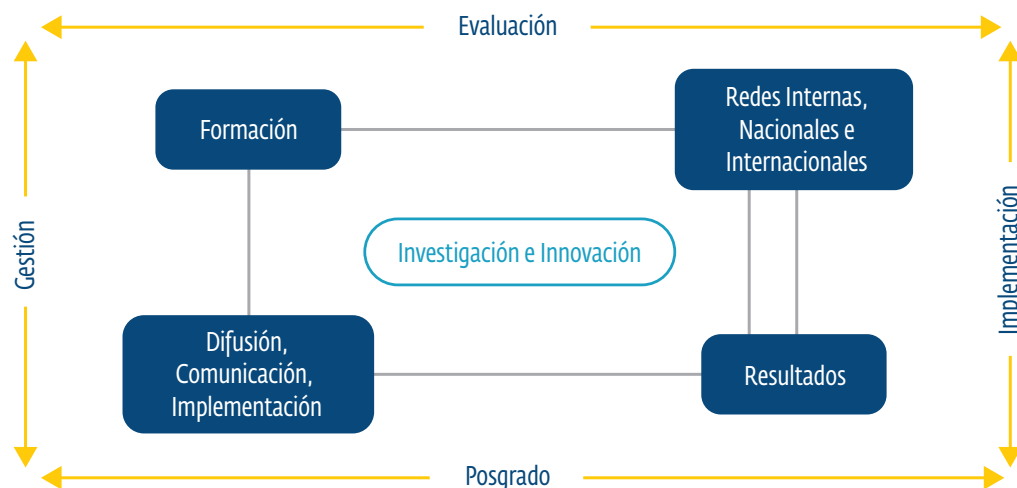 Evaluación
Formación
Redes Internas,
Nacionales e
Internacionales
Gestión
Investigación e Innovación
Implementación
Difusión,
Comunicación,
Implementación
Resultados
Posgrado